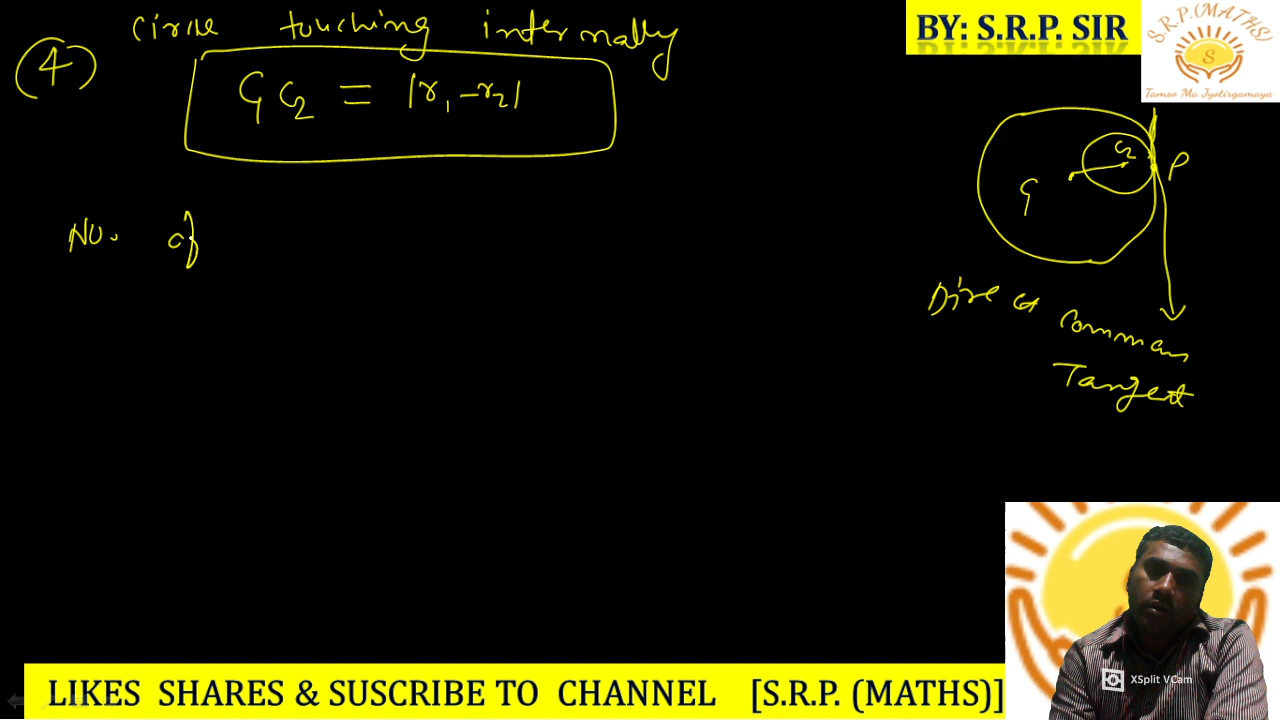 circle touching internally
(4)
C₁C₂ = |r₁-r₂|
No. of
BY: S.R.P. SIR
S.R.P.(MATHS)
S
Tamso Ma Jyotirgamaya
C₂
P
C₁
Direct
common
Tangent
XSplit VCam
LIKES SHARES & SUSCRIBE TO CHANNEL [S.R.P. (MATHS)]